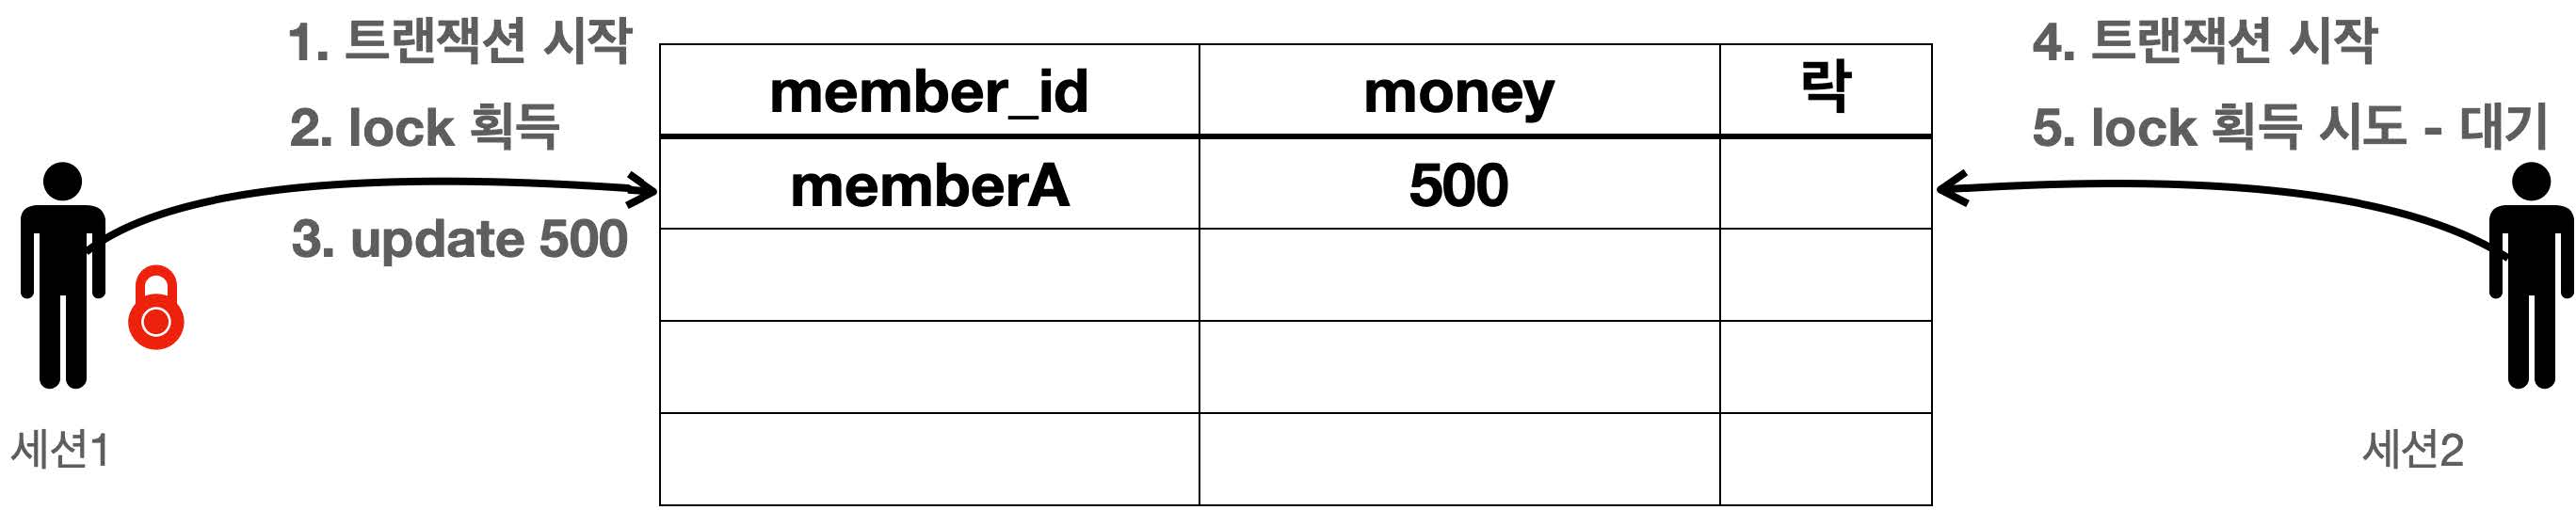 1. 트랜잭션 시작
2. lock 획득
3. update 500
세션1
member_id money 락
memberA 500
4. 트랜잭션 시작
5. lock 획득 시도 - 대기
세션2